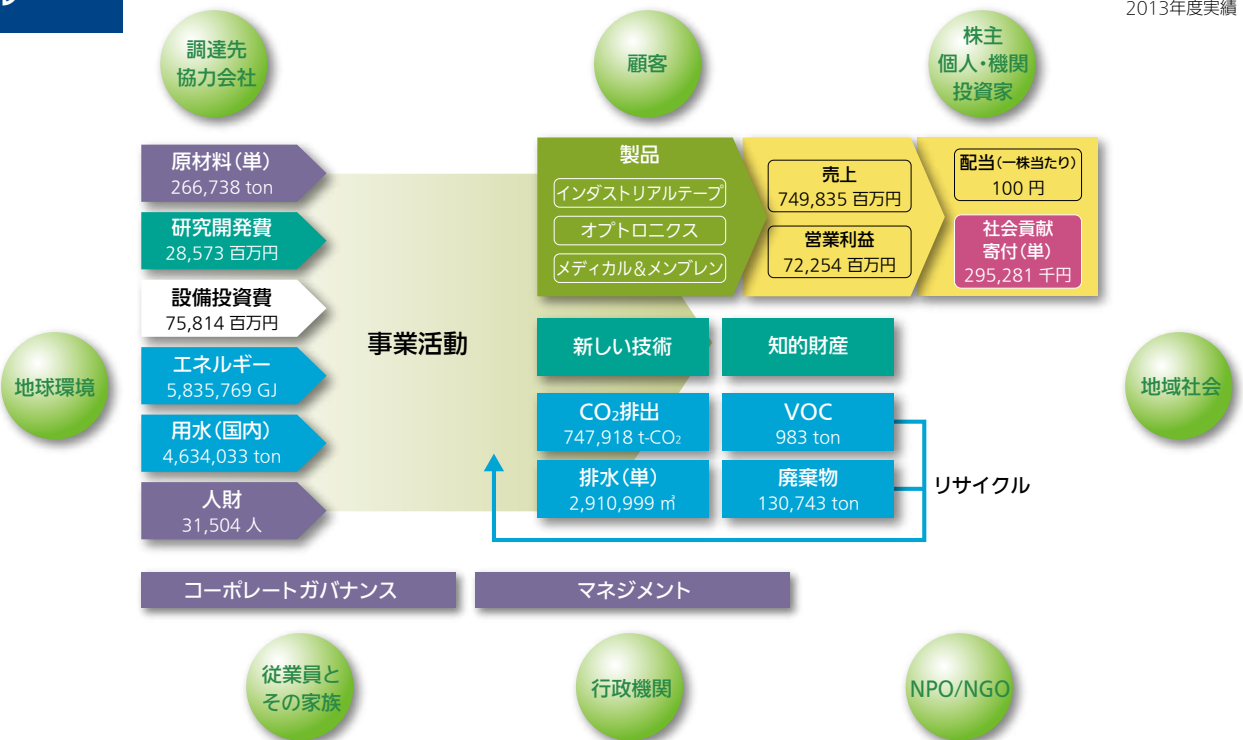 2013年度実績
調達先
協力会社
顧客
株主
個人・機関
投資家
原材料（単）
266,738 ton
研究開発費
28,573 百万円
設備投資費
75,814 百万円
エネルギー
5,835,769 GJ
用水（国内）
4,634,033 ton
人財
31,504 人
事業活動
製品
インダストリアルテープ
オプトロニクス
メディカル＆メンブレン
売上
749,835 百万円
営業利益
72,254 百万円
配当（一株当たり）
100 円
社会貢献
寄付（単）
295,281 千円
新しい技術
知的財産
CO₂排出
747,918 t-CO₂
VOC
983 ton
排水（単）
2,910,999 ㎥
廃棄物
130,743 ton
リサイクル
地球環境
地域社会
コーポレートガバナンス
マネジメント
従業員と
その家族
行政機関
NPO/NGO